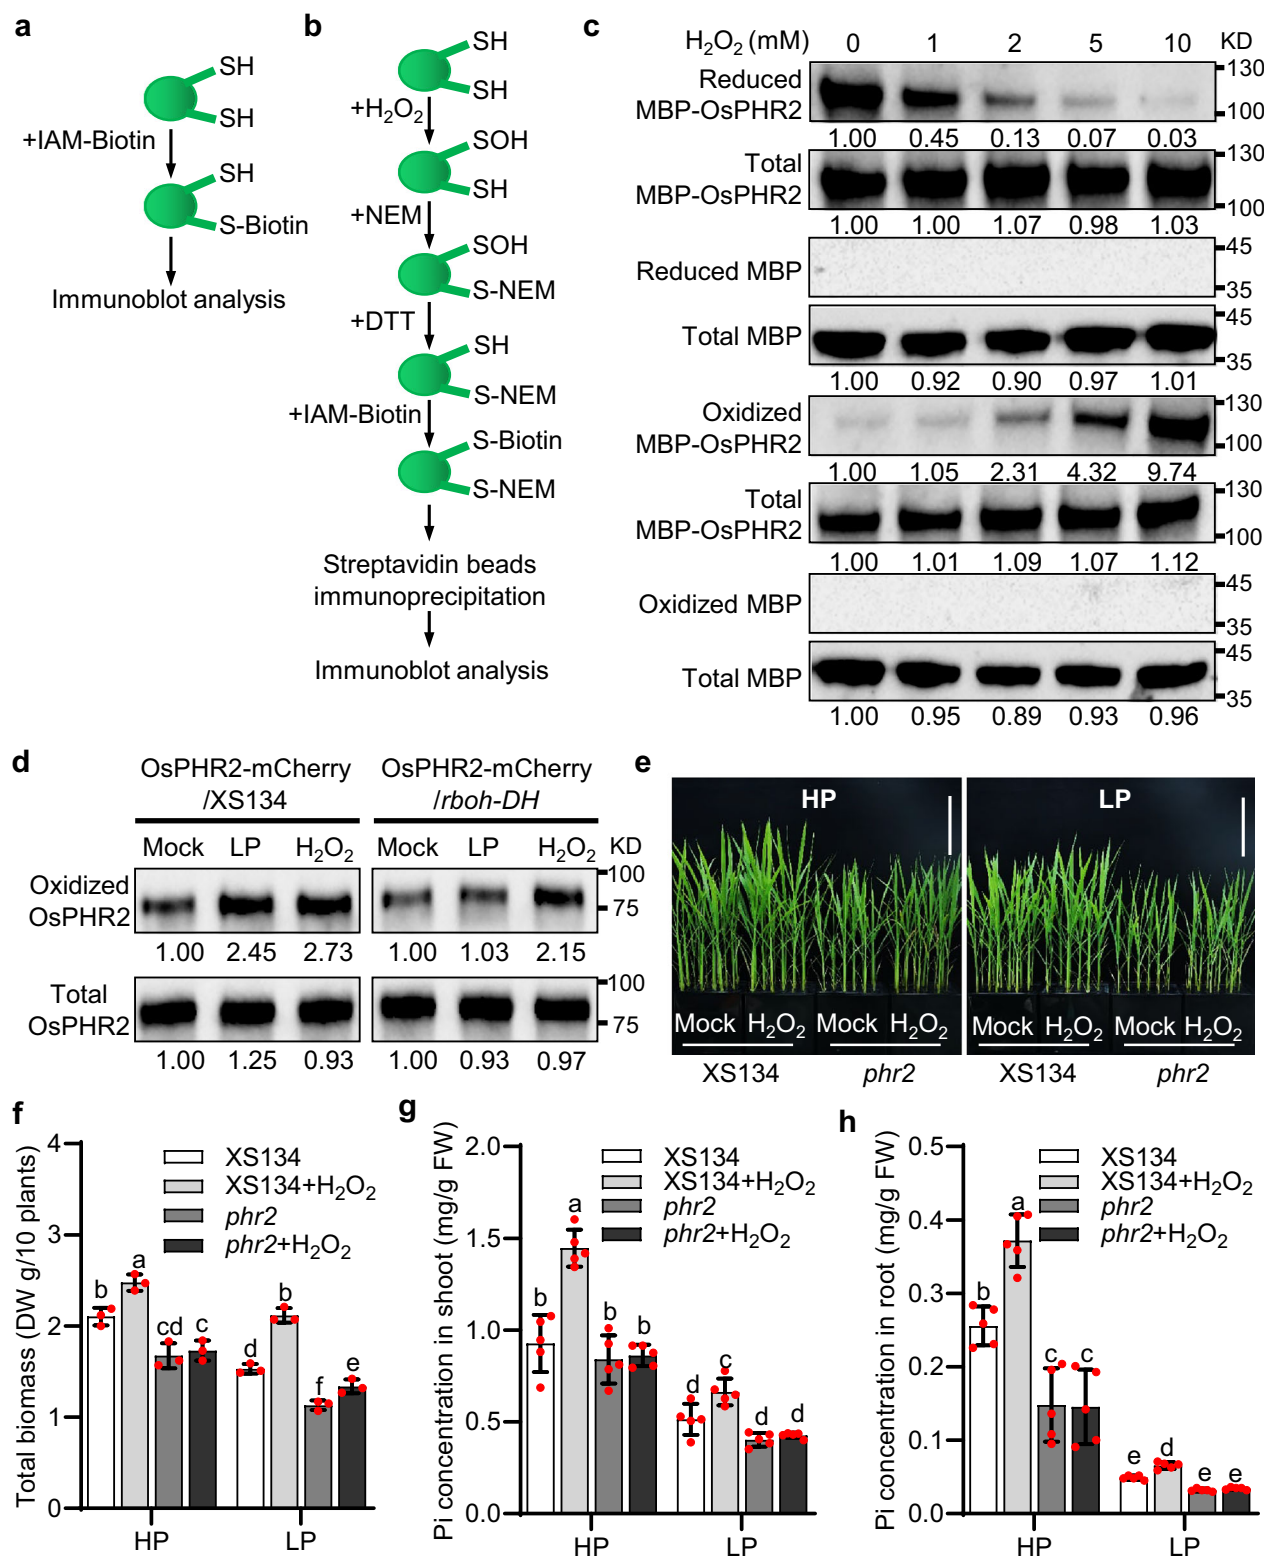 a
SH
SH
+IAM-Biotin
SH
S-Biotin
Immunoblot analysis
b
SH
SH
+H₂O₂
SOH
SH
+NEM
SOH
S-NEM
+DTT
SH
S-NEM
+IAM-Biotin
S-Biotin
S-NEM
Streptavidin beads
immunoprecipitation
Immunoblot analysis
c
H₂O₂ (mM) 0 1 2 5 10 KD
Reduced
MBP-OsPHR2
130
100
1.00 0.45 0.13 0.07 0.03
Total
MBP-OsPHR2
130
100
1.00 1.00 1.07 0.98 1.03
Reduced MBP
45
35
Total MBP
45
35
1.00 0.92 0.90 0.97 1.01
Oxidized
MBP-OsPHR2
130
100
1.00 1.05 2.31 4.32 9.74
Total
MBP-OsPHR2
130
100
1.00 1.01 1.09 1.07 1.12
Oxidized MBP
45
35
Total MBP
45
35
1.00 0.95 0.89 0.93 0.96
d
OsPHR2-mCherry
/XS134
OsPHR2-mCherry
/rboh-DH
Mock LP H₂O₂ Mock LP H₂O₂ KD
Oxidized
OsPHR2
100
75
1.00 2.45 2.73 1.00 1.03 2.15
Total
OsPHR2
100
75
1.00 1.25 0.93 1.00 0.93 0.97
e
HP LP
Mock H₂O₂ Mock H₂O₂ Mock H₂O₂ Mock H₂O₂
XS134 phr2 XS134 phr2
f
Total biomass (DW g/10 plants)
4
3
2
1
0
XS134
XS134+H₂O₂
phr2
phr2+H₂O₂
b a cd c d b f e
HP LP
g
Pi concentration in shoot (mg/g FW)
2.0
1.5
1.0
0.5
0.0
XS134
XS134+H₂O₂
phr2
phr2+H₂O₂
b a b b d c d d
HP LP
h
Pi concentration in root (mg/g FW)
0.5
0.4
0.3
0.2
0.1
0.0
XS134
XS134+H₂O₂
phr2
phr2+H₂O₂
b a c c e d e e
HP LP